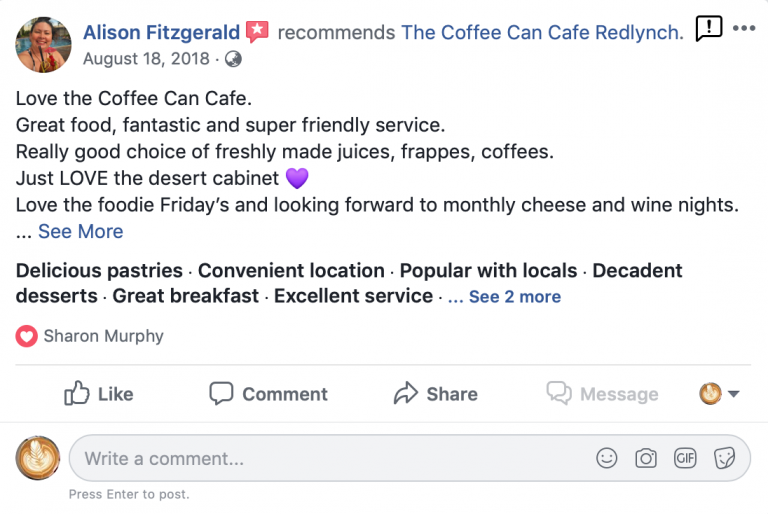 Alison Fitzgerald recommends The Coffee Can Cafe Redlynch.
August 18, 2018 ·
Love the Coffee Can Cafe.
Great food, fantastic and super friendly service.
Really good choice of freshly made juices, frappes, coffees.
Just LOVE the desert cabinet 💜
Love the foodie Friday’s and looking forward to monthly cheese and wine nights.
... See More
Delicious pastries · Convenient location · Popular with locals · Decadent
desserts · Great breakfast · Excellent service · ... See 2 more
Sharon Murphy
Like Comment Share Message
Write a comment...
GIF
Press Enter to post.